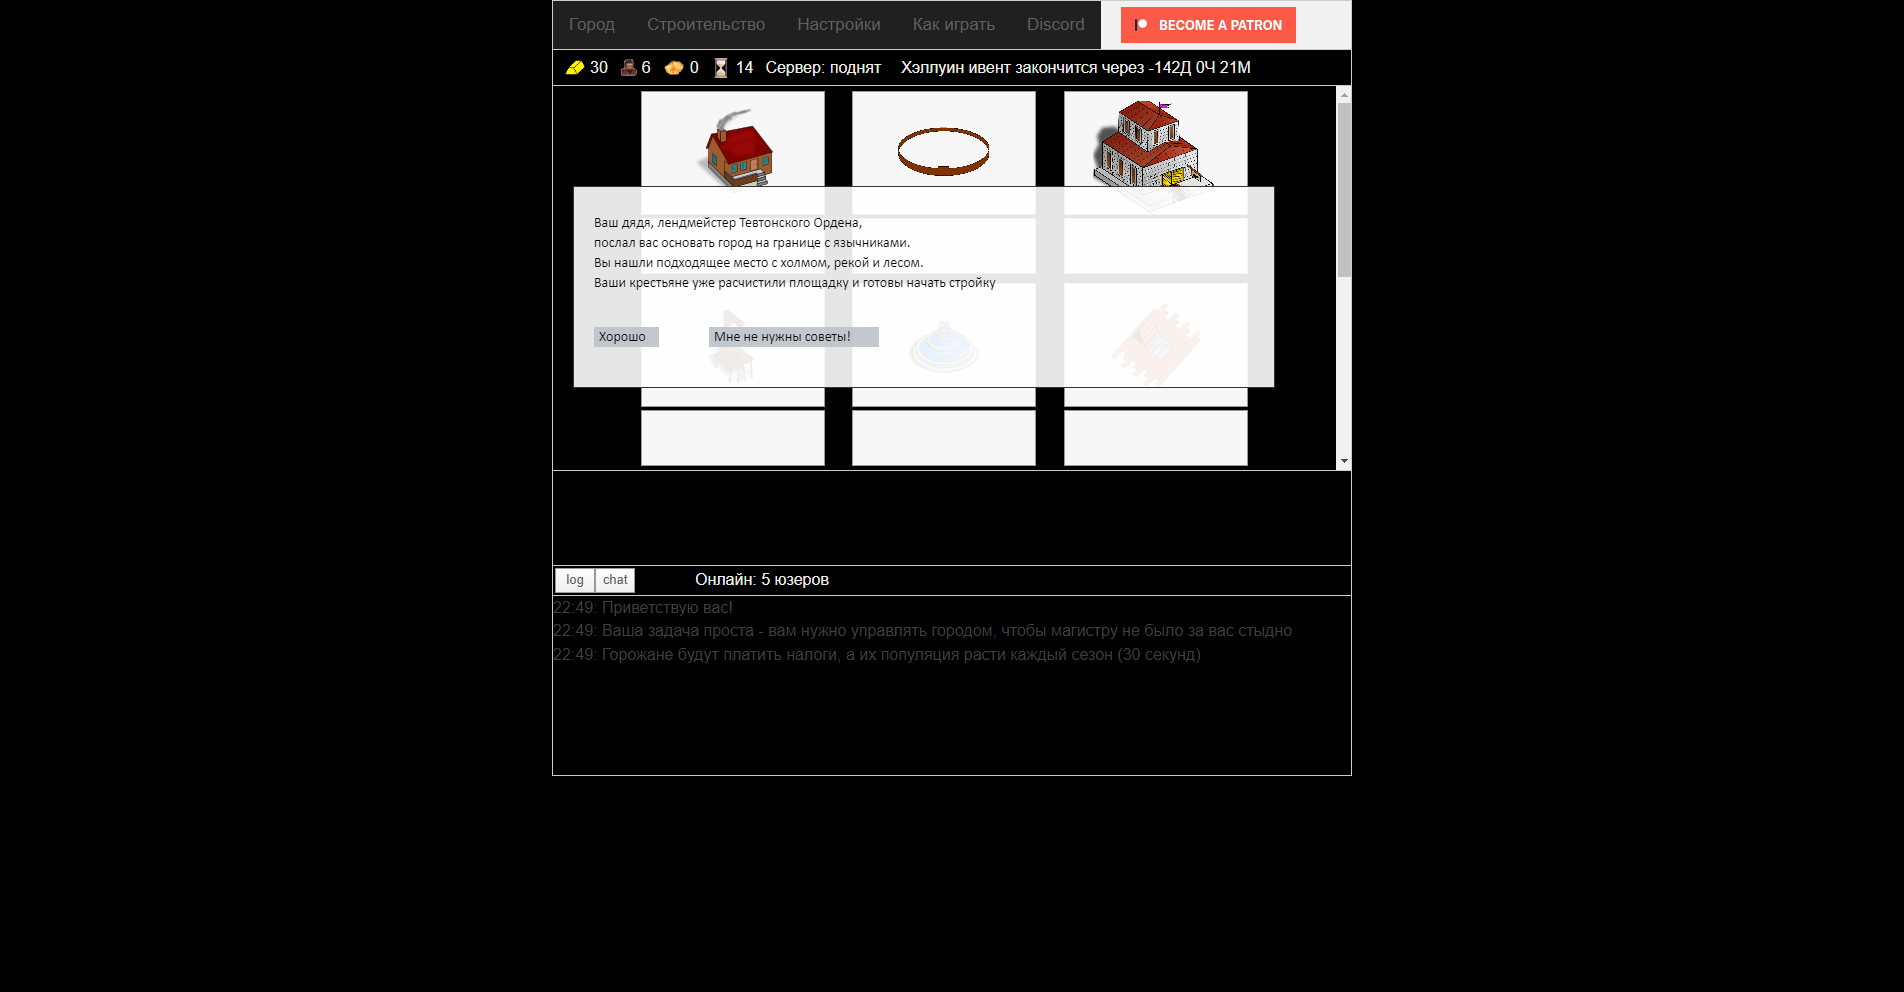 Город Строительство Настройки Как играть Discord BECOME A PATRON
30 6 0 14 Сервер: поднят Хэллуин ивент закончится через -142Д 0Ч 21М
Ваш дядя, лендмейстер Тевтонского Ордена,
послал вас основать город на границе с язычниками.
Вы нашли подходящее место с холмом, рекой и лесом.
Ваши крестьяне уже расчистили площадку и готовы начать стройку
Хорошо Мне не нужны советы!
log chat Онлайн: 5 юзеров
22:49: Приветствую вас!
22:49: Ваша задача проста - вам нужно управлять городом, чтобы магистру не было за вас стыдно
22:49: Горожане будут платить налоги, а их популяция расти каждый сезон (30 секунд)